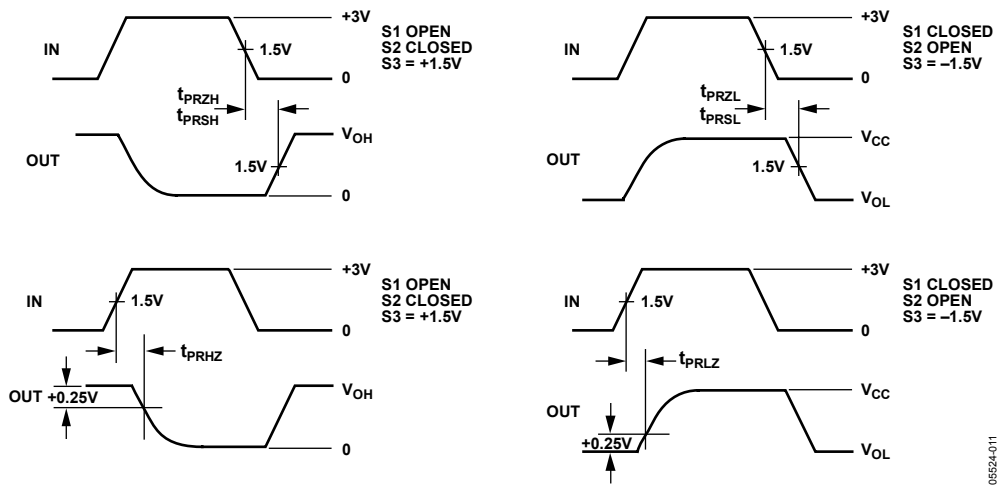 +3V
IN
1.5V
0
S1 OPEN
S2 CLOSED
S3 = +1.5V
tPRZH
tPRSH
OUT
VOH
1.5V
0
+3V
IN
1.5V
0
S1 CLOSED
S2 OPEN
S3 = –1.5V
tPRZL
tPRSL
OUT
VCC
1.5V
VOL
+3V
IN
1.5V
0
S1 OPEN
S2 CLOSED
S3 = +1.5V
tPRHZ
OUT
+0.25V
VOH
0
+3V
IN
1.5V
0
S1 CLOSED
S2 OPEN
S3 = –1.5V
tPRLZ
OUT
+0.25V
VCC
VOL
05524-011